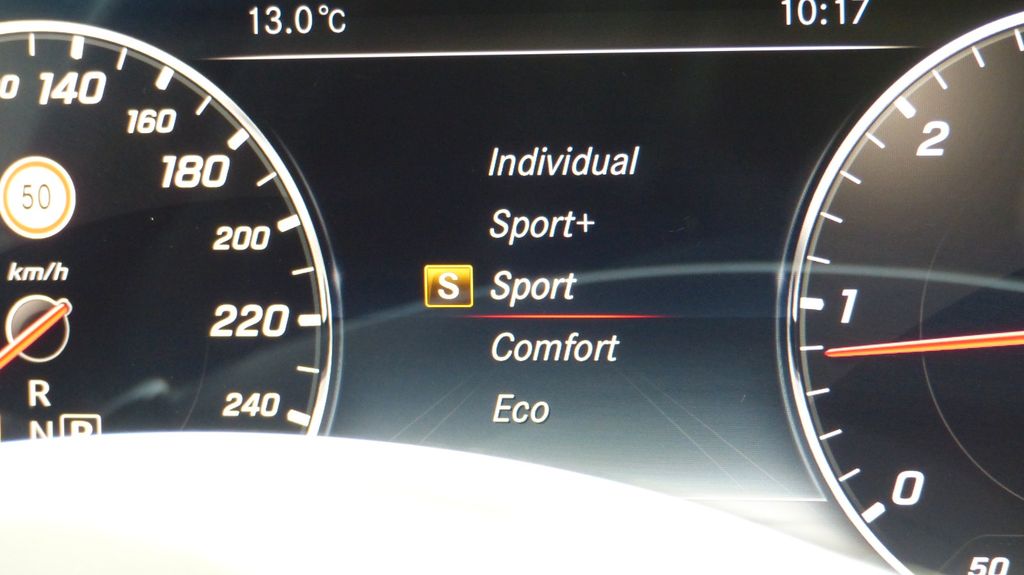 13.0°C
10:17
140
160
180
200
220
240
50
km/h
R
N P
Individual
Sport+
S Sport
Comfort
Eco
2
1
0
50